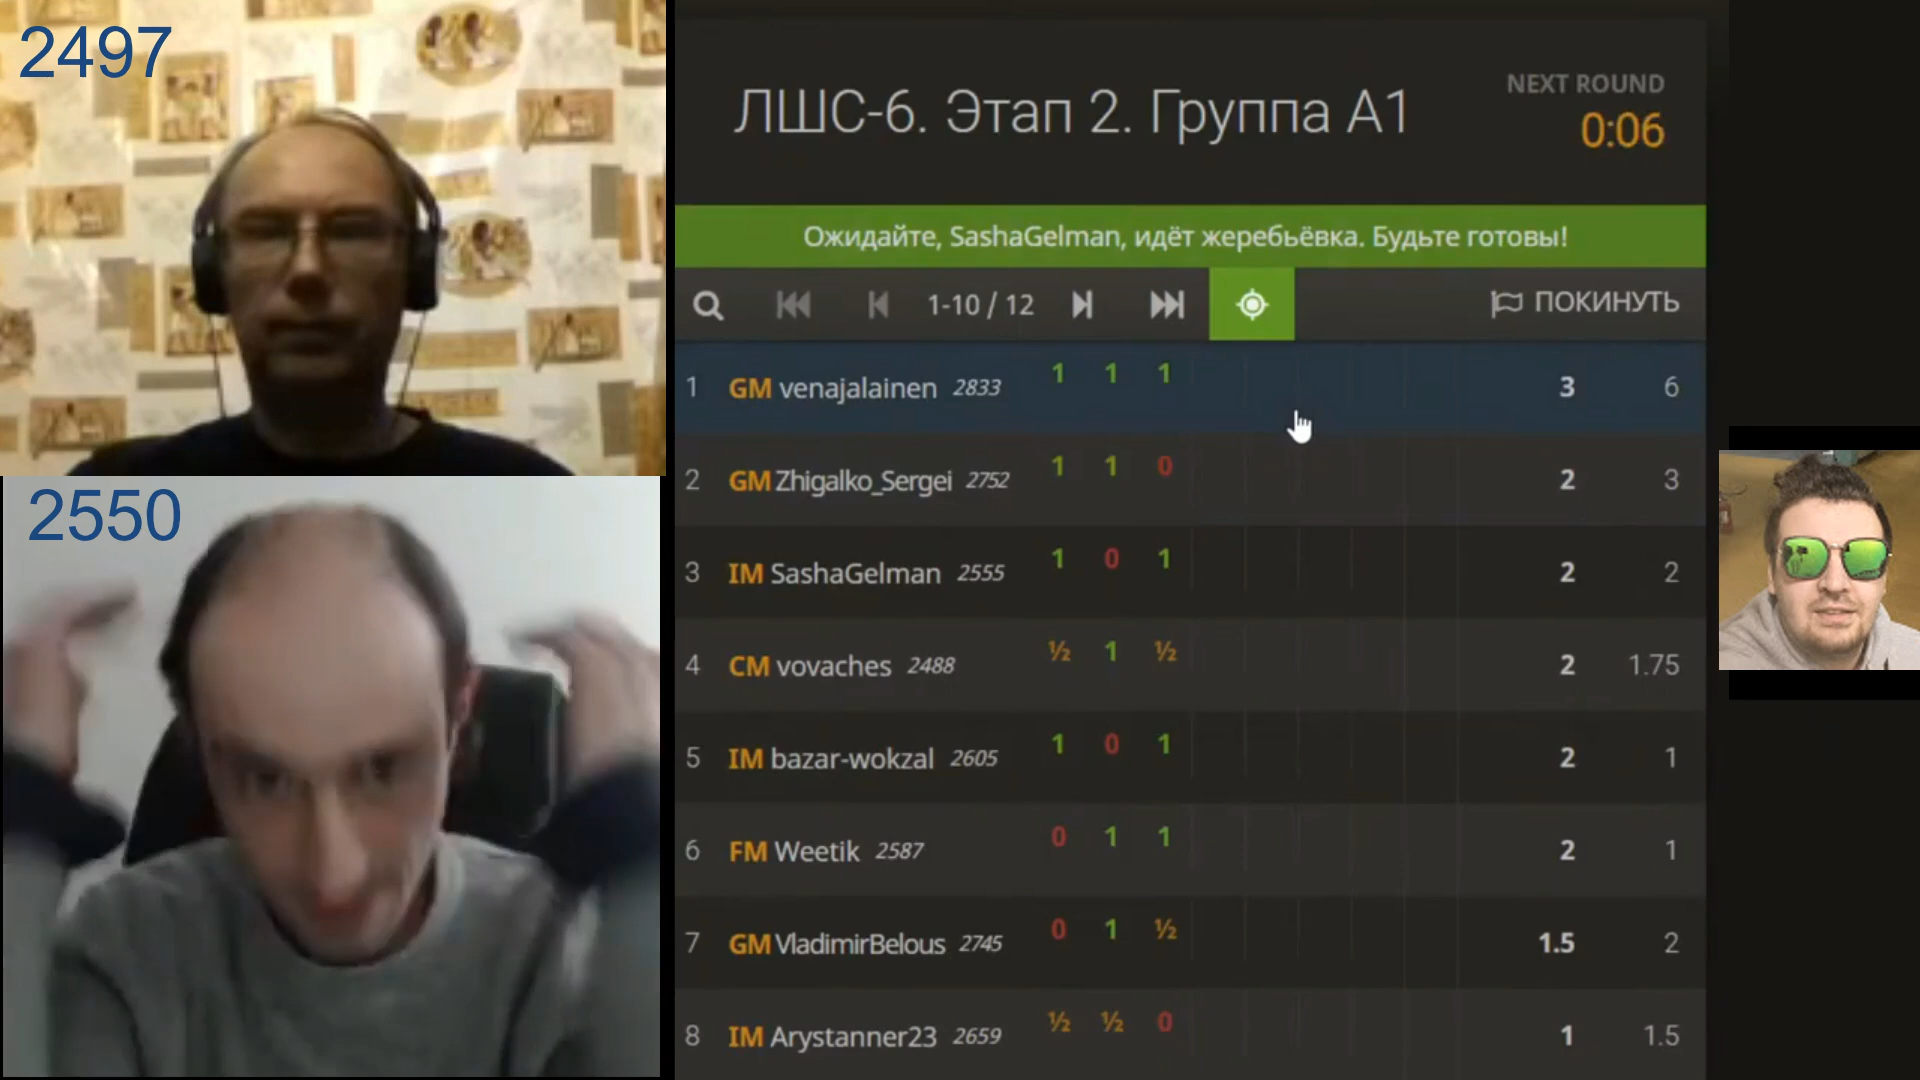 2497
2550
ЛШС-6. Этап 2. Группа А1
NEXT ROUND
0:06
Ожидайте, SashaGelman, идёт жеребьёвка. Будьте готовы!
1-10 / 12
ПОКИНУТЬ
1 GM venajalainen 2833 1 1 1 3 6
2 GM Zhigalko_Sergei 2752 1 1 0 2 3
3 IM SashaGelman 2555 1 0 1 2 2
4 CM vovaches 2488 ½ 1 ½ 2 1.75
5 IM bazar-wokzal 2605 1 0 1 2 1
6 FM Weetik 2587 0 1 1 2 1
7 GM VladimirBelous 2745 0 1 ½ 1.5 2
8 IM Arystanner23 2659 ½ ½ 0 1 1.5